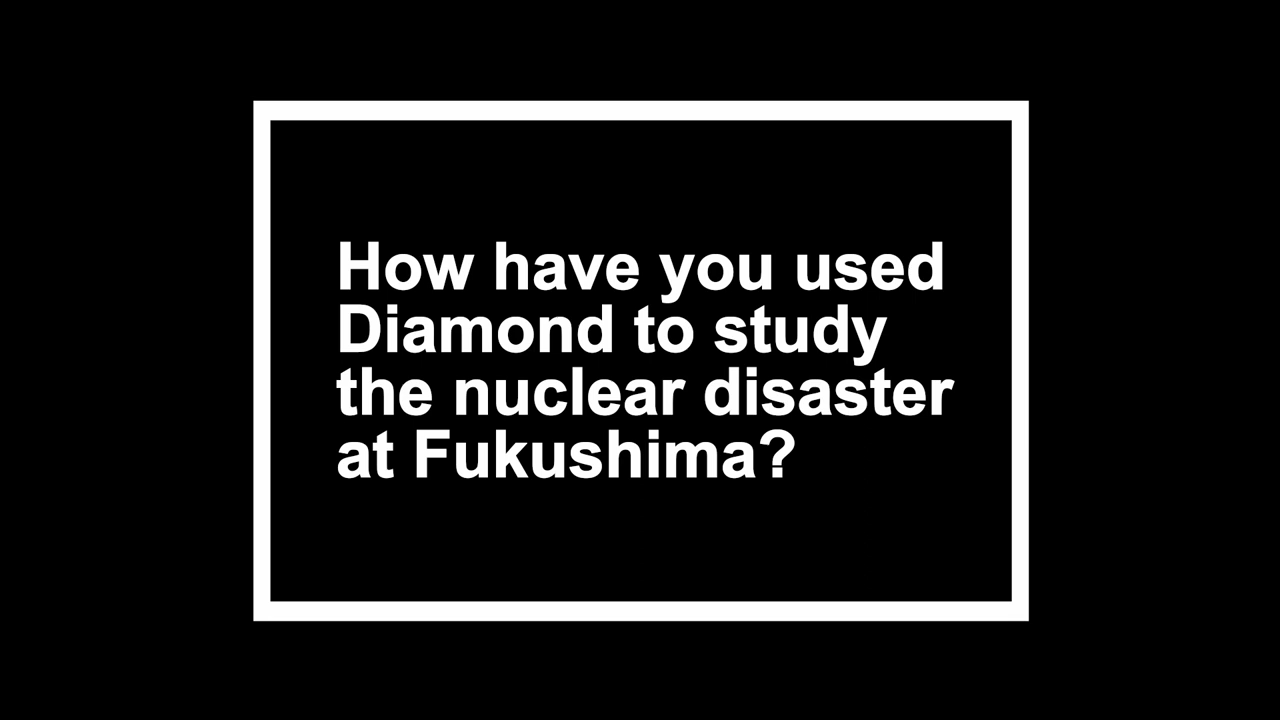 How have you used
Diamond to study
the nuclear disaster
at Fukushima?